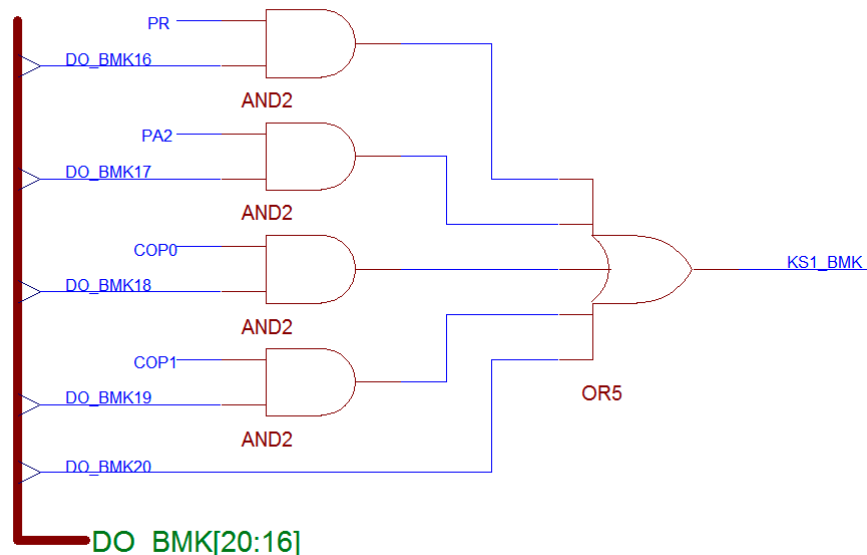 PR
DO_BMK16
AND2
PA2
DO_BMK17
AND2
COP0
DO_BMK18
AND2
COP1
DO_BMK19
AND2
DO_BMK20
OR5
KS1_BMK
DO_BMK[20:16]